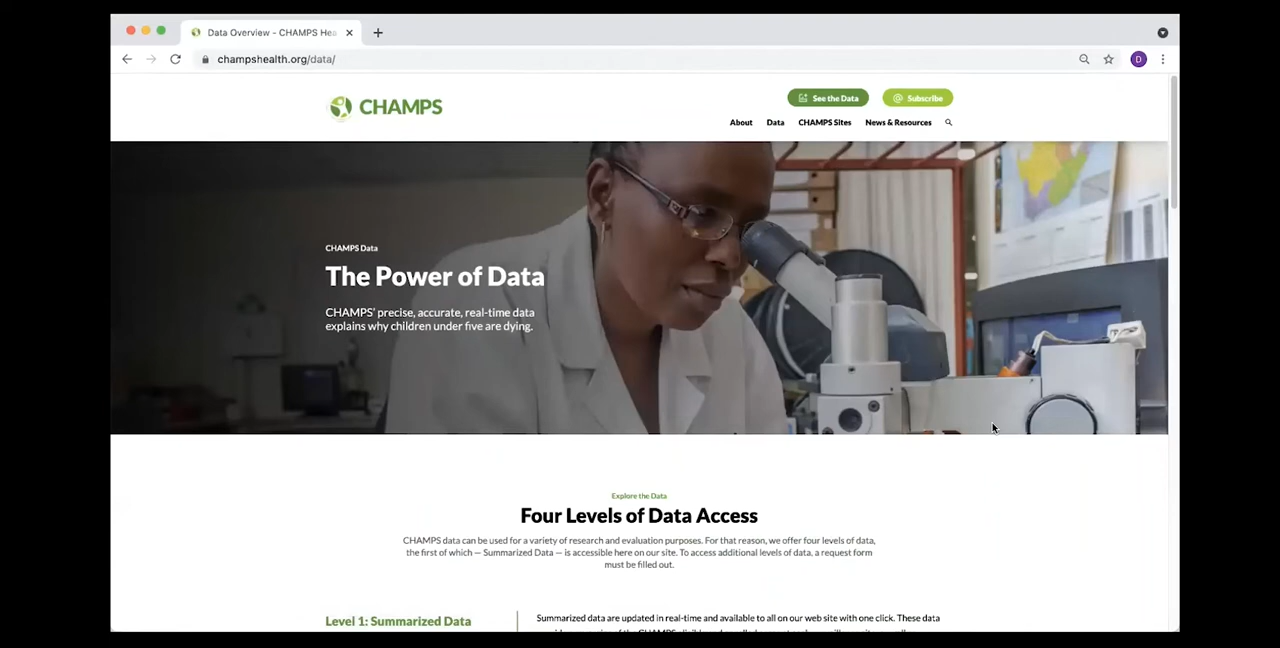 Data Overview - CHAMPS Hea
champshealth.org/data/
D
CHAMPS
See the Data
Subscribe
About
Data
CHAMPS Sites
News & Resources
CHAMPS Data
The Power of Data
CHAMPS' precise, accurate, real-time data
explains why children under five are dying.
Explore the Data
Four Levels of Data Access
CHAMPS data can be used for a variety of research and evaluation purposes. For that reason, we offer four levels of data,
the first of which — Summarized Data — is accessible here on our site. To access additional levels of data, a request form
must be filled out.
Level 1: Summarized Data
Summarized data are updated in real-time and available to all on our web site with one click. These data